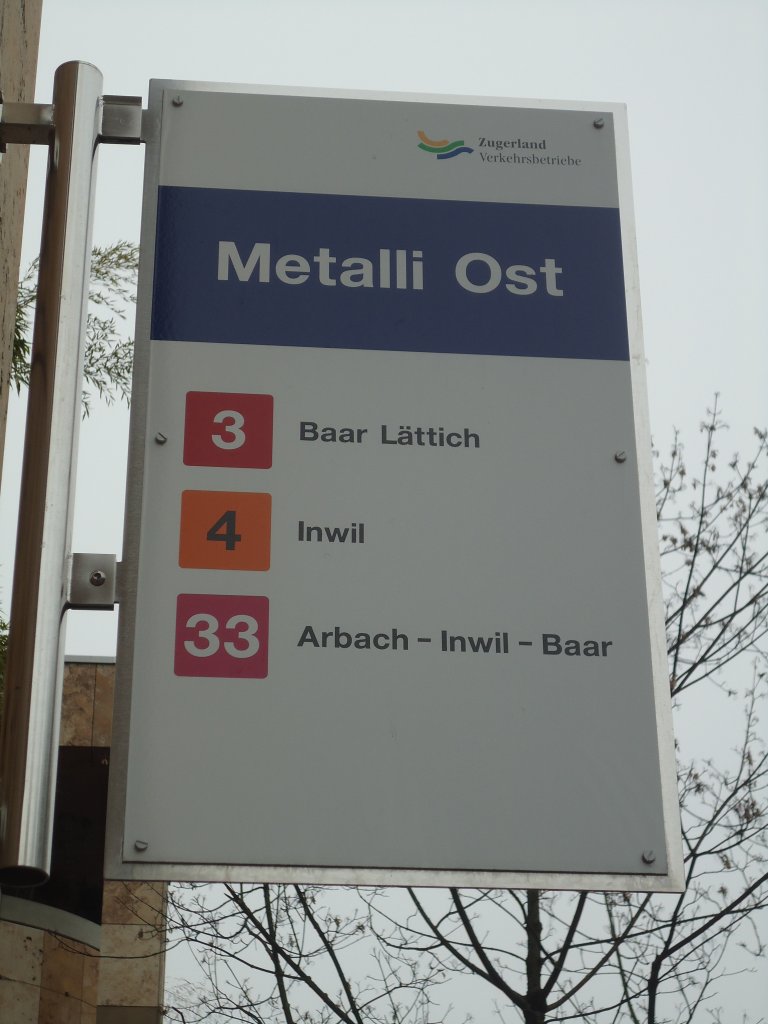 Zugerland
Verkehrsbetriebe
Metalli Ost
3 Baar Lättich
4 Inwil
33 Arbach – Inwil – Baar